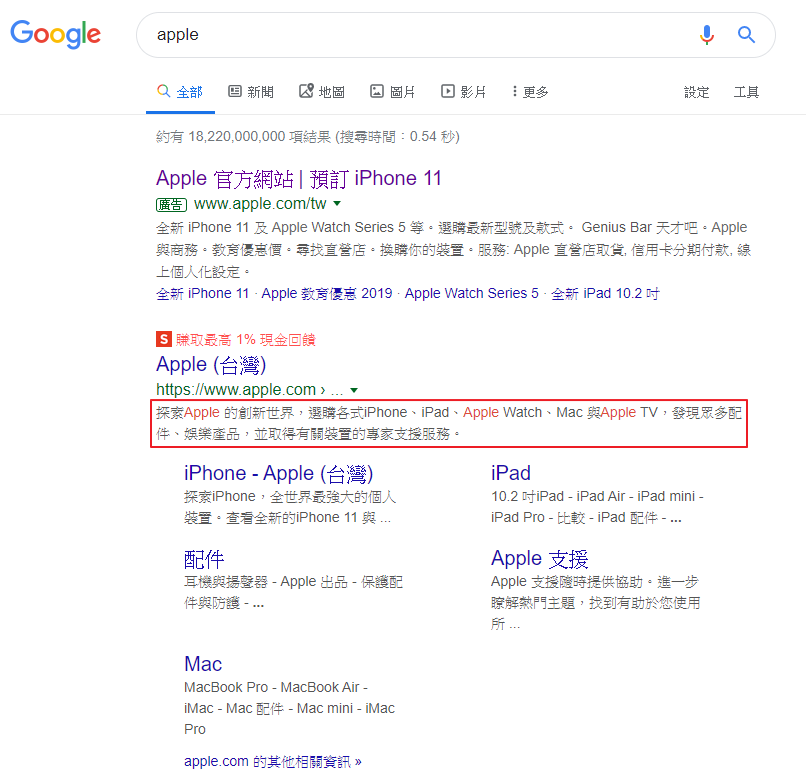 Google
apple
全部 新聞 地圖 圖片 影片 更多 設定 工具
約有 18,220,000,000 項結果 (搜尋時間：0.54 秒)
Apple 官方網站 | 預訂 iPhone 11
廣告 www.apple.com/tw
全新 iPhone 11 及 Apple Watch Series 5 等。選購最新型號及款式。 Genius Bar 天才吧。Apple
與商務。教育優惠價。尋找直營店。換購你的裝置。服務: Apple 直營店取貨, 信用卡分期付款, 線
上個人化設定。
全新 iPhone 11 · Apple 教育優惠 2019 · Apple Watch Series 5 · 全新 iPad 10.2 吋
S 賺取最高 1% 現金回饋
Apple (台灣)
https://www.apple.com › ...
探索Apple 的創新世界，選購各式iPhone、iPad、Apple Watch、Mac 與Apple TV，發現眾多配
件、娛樂產品，並取得有關裝置的專家支援服務。
iPhone - Apple (台灣)
探索iPhone，全世界最強大的個人
裝置。查看全新的iPhone 11 與 ...
iPad
10.2 吋iPad - iPad Air - iPad mini -
iPad Pro - 比較 - iPad 配件 - ...
配件
耳機與揚聲器 - Apple 出品 - 保護配
件與防護 - ...
Apple 支援
Apple 支援隨時提供協助。進一步
瞭解熱門主題，找到有助於您使用
所 ...
Mac
MacBook Pro - MacBook Air -
iMac - Mac 配件 - Mac mini - iMac
Pro
apple.com 的其他相關資訊 »